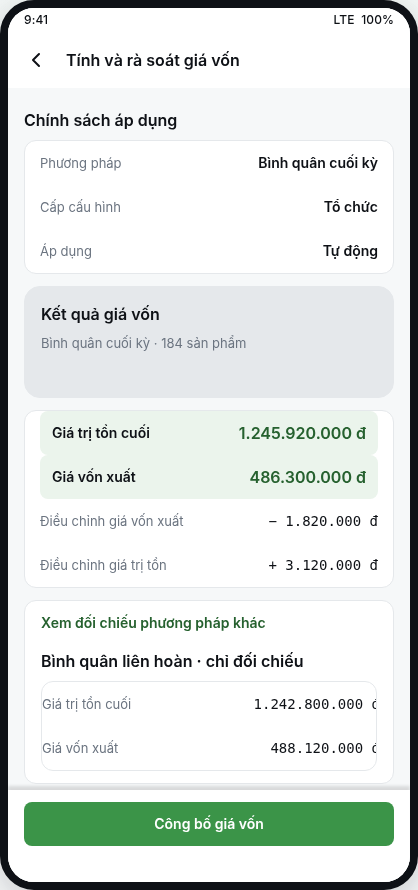 9:41 LTE 100%
Tính và rà soát giá vốn
Chính sách áp dụng
Phương pháp Bình quân cuối kỳ
Cấp cấu hình Tổ chức
Áp dụng Tự động
Kết quả giá vốn
Bình quân cuối kỳ · 184 sản phẩm
Giá trị tồn cuối 1.245.920.000 đ
Giá vốn xuất 486.300.000 đ
Điều chỉnh giá vốn xuất − 1.820.000 đ
Điều chỉnh giá trị tồn + 3.120.000 đ
Xem đối chiếu phương pháp khác
Bình quân liên hoàn · chỉ đối chiếu
Giá trị tồn cuối 1.242.800.000 đ
Giá vốn xuất 488.120.000 đ
Công bố giá vốn